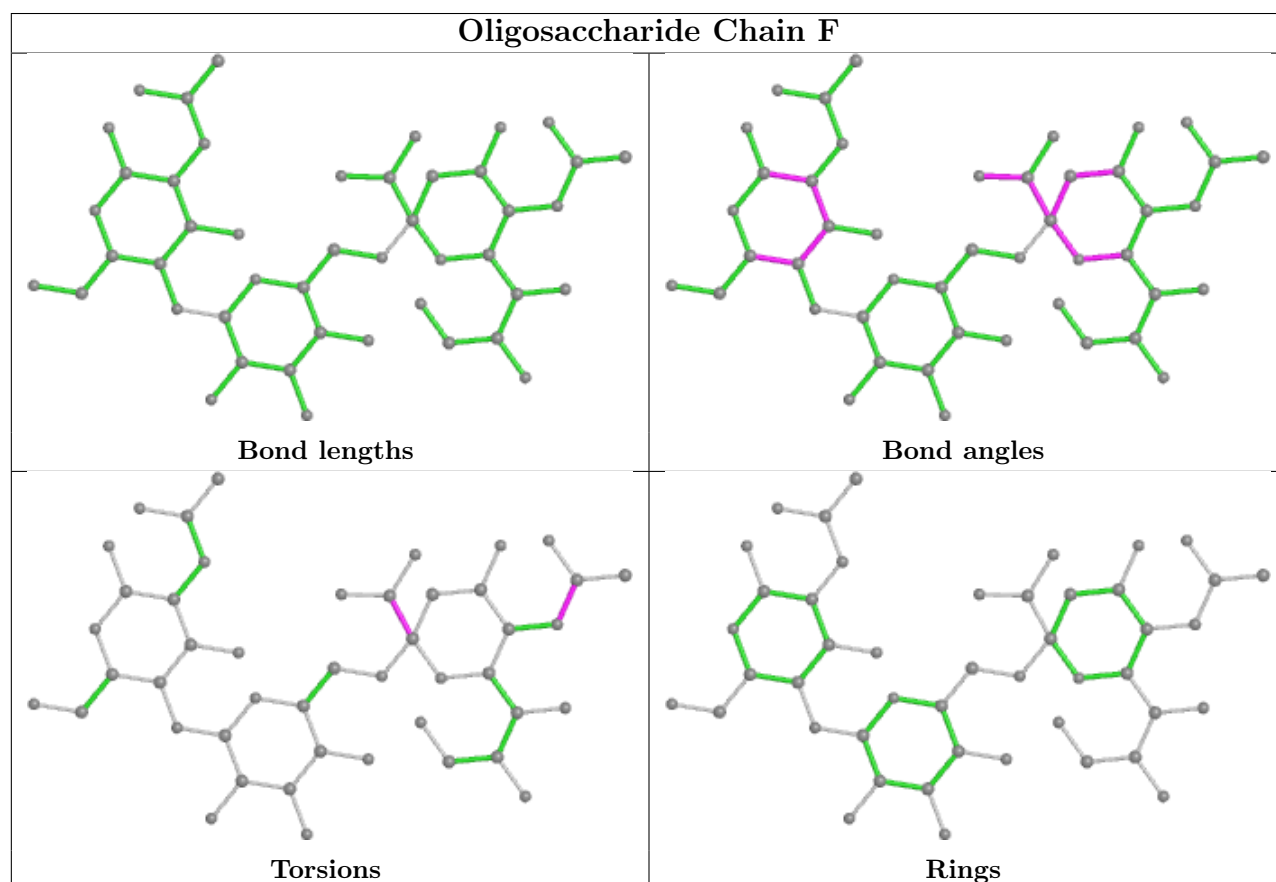 Oligosaccharide Chain F
Bond lengths
Bond angles
Torsions
Rings